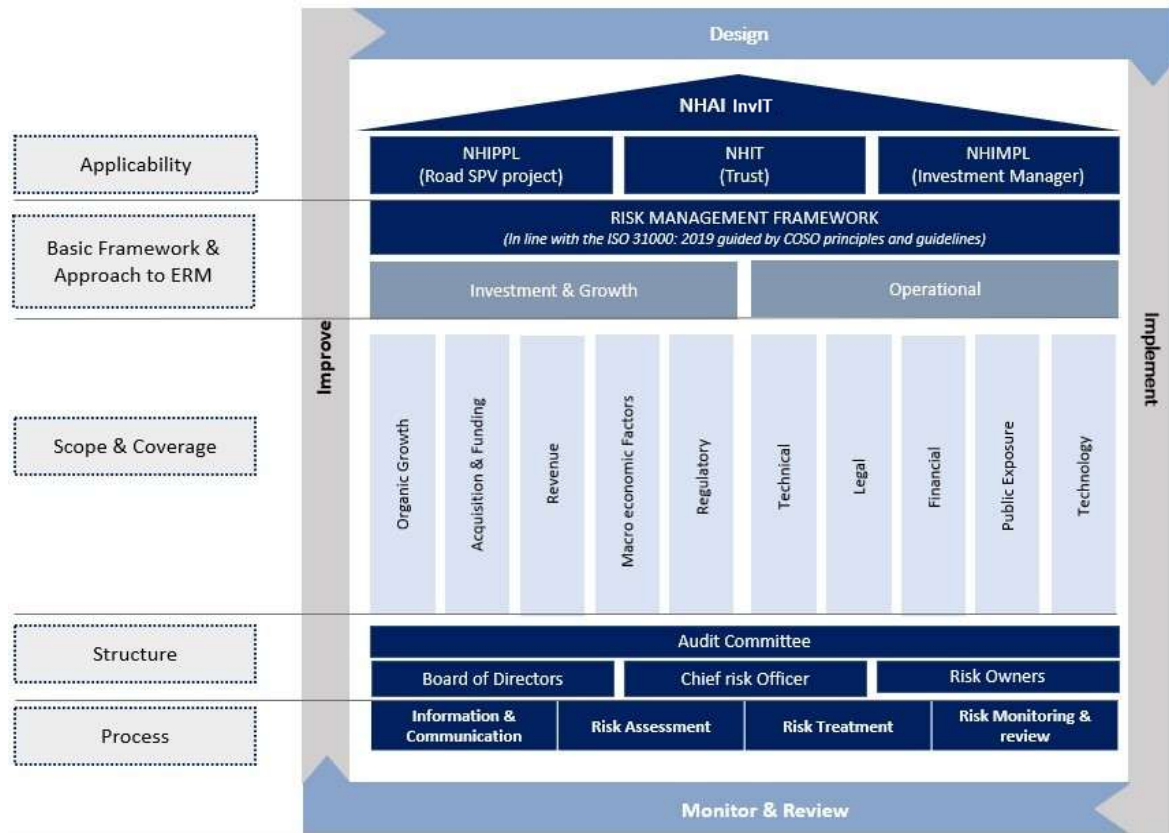 Design
NHAI InvIT
Applicability
NHIPPL
(Road SPV project)
NHIT
(Trust)
NHIMPL
(Investment Manager)
Basic Framework &
Approach to ERM
RISK MANAGEMENT FRAMEWORK
(In line with the ISO 31000: 2019 guided by COSO principles and guidelines)
Investment & Growth
Operational
Improve
Implement
Scope & Coverage
Organic Growth
Acquisition & Funding
Revenue
Macro economic Factors
Regulatory
Technical
Legal
Financial
Public Exposure
Technology
Structure
Audit Committee
Board of Directors
Chief risk Officer
Risk Owners
Process
Information &
Communication
Risk Assessment
Risk Treatment
Risk Monitoring &
review
Monitor & Review